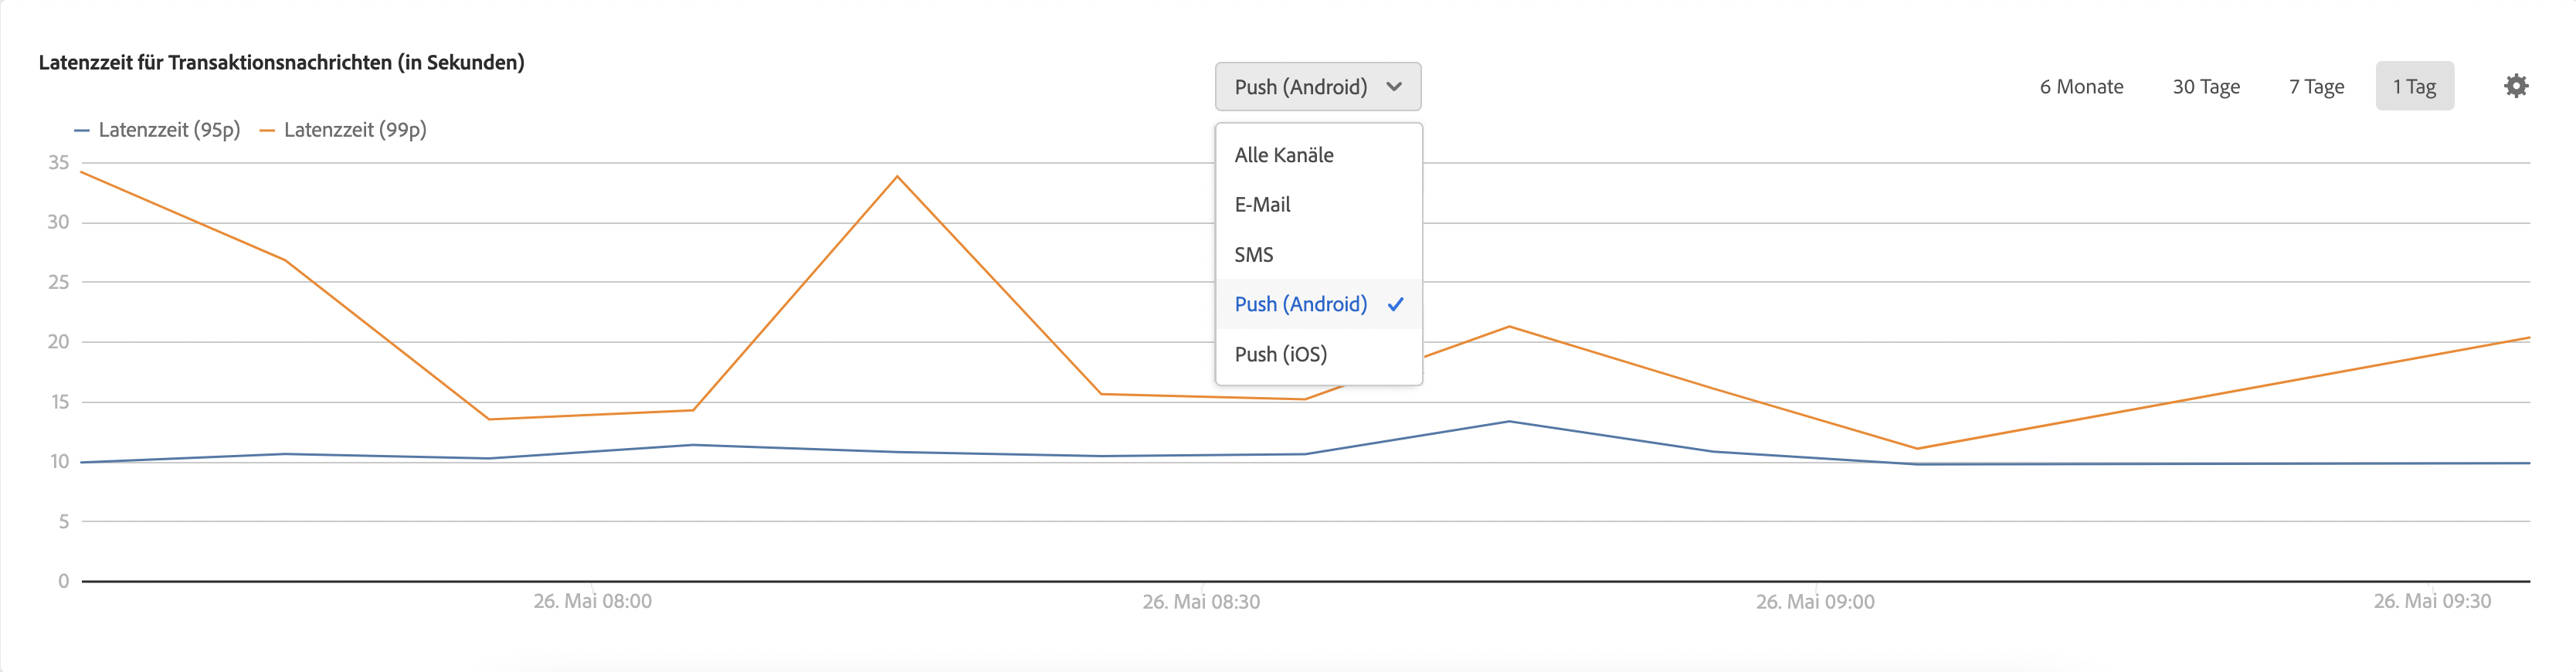 Latenzzeit für Transaktionsnachrichten (in Sekunden)
Push (Android)
6 Monate 30 Tage 7 Tage 1 Tag
Latenzzeit (95p) Latenzzeit (99p)
Alle Kanäle
E-Mail
SMS
Push (Android)
Push (iOS)
35
30
25
20
15
10
5
0
26. Mai 08:00 26. Mai 08:30 26. Mai 09:00 26. Mai 09:30